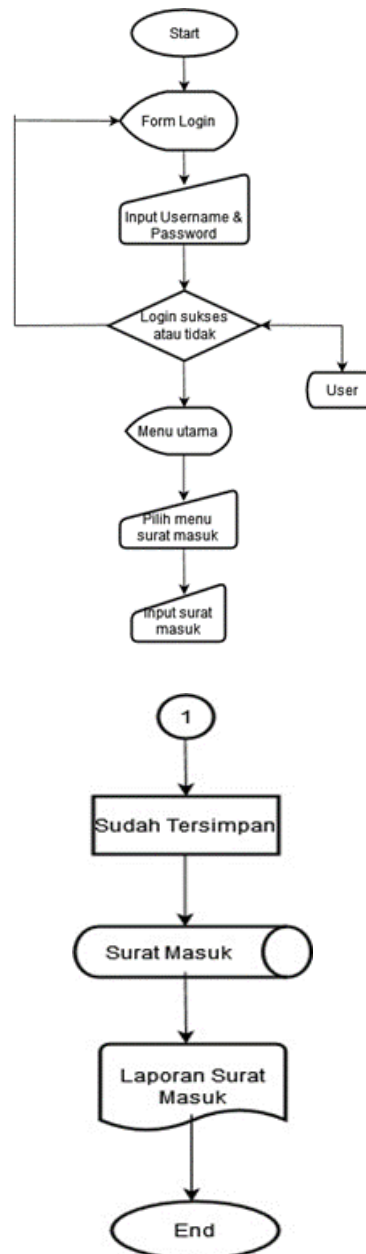 Start
Form Login
Input Username &
Password
Login sukses
atau tidak
User
Menu utama
Pilih menu
surat masuk
Input surat
masuk
1
Sudah Tersimpan
Surat Masuk
Laporan Surat
Masuk
End